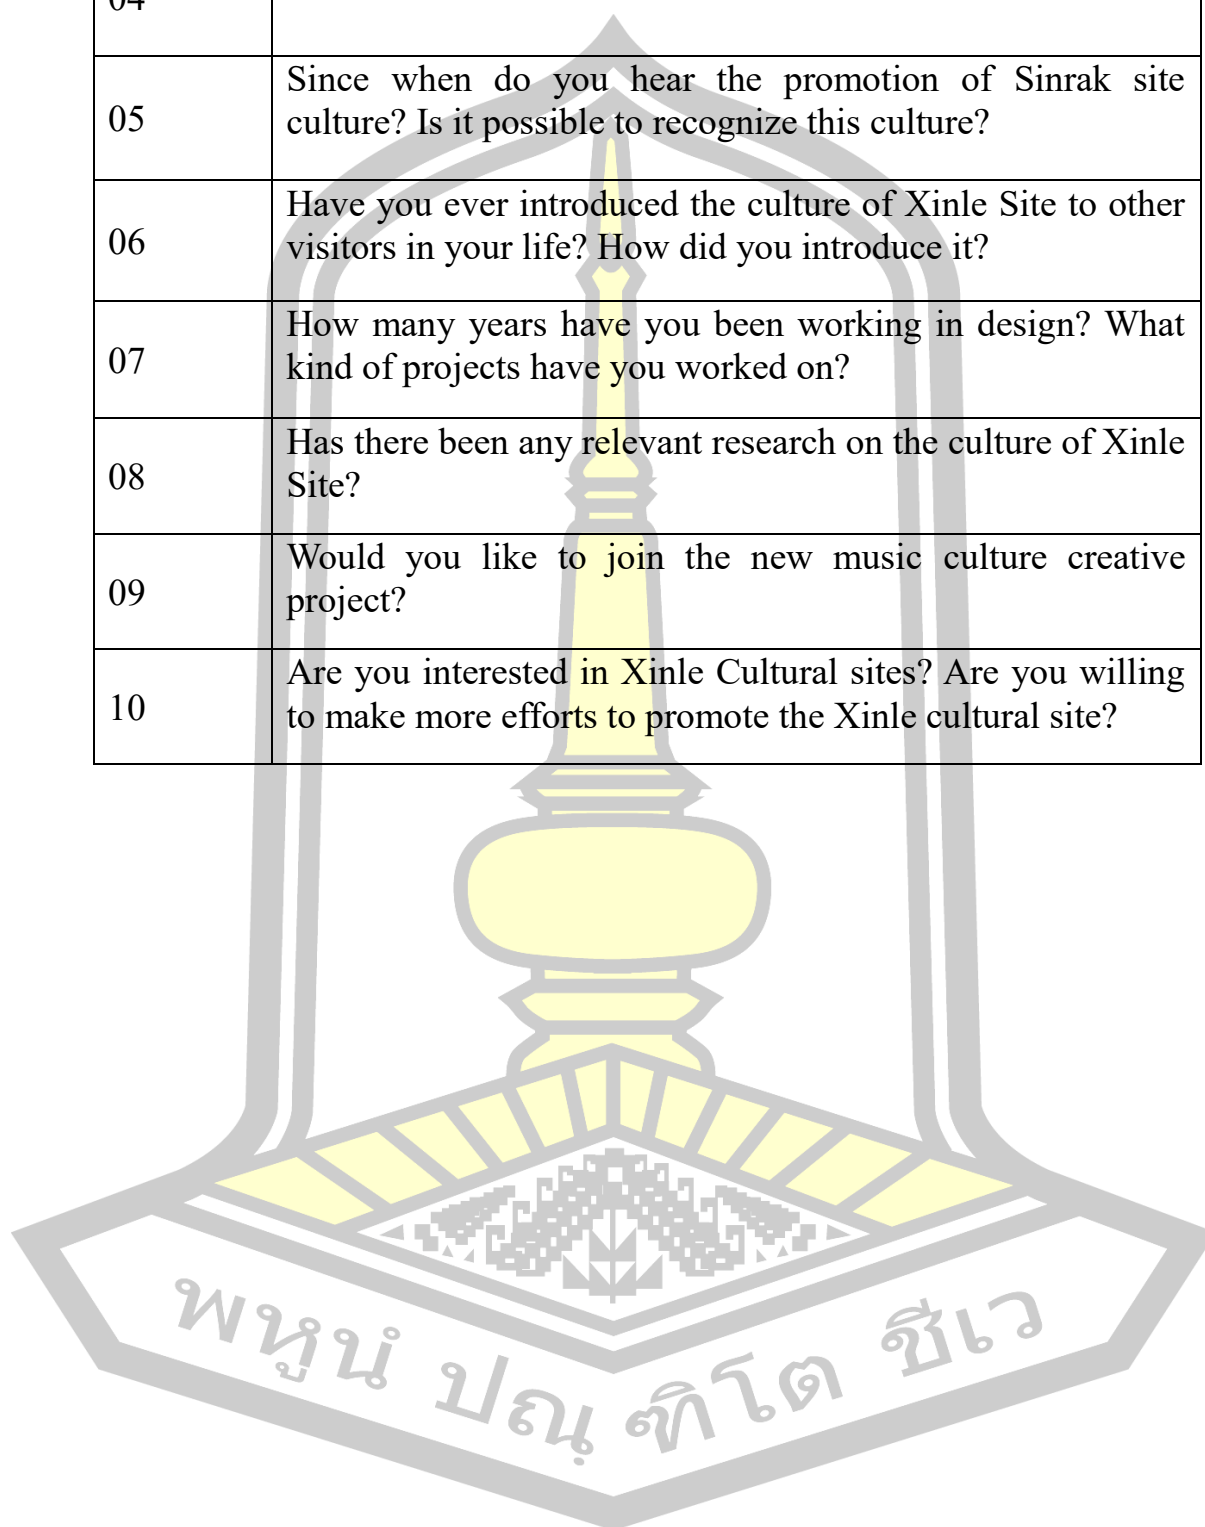 04
05
Since when do you hear the promotion of Sinrak site
culture? Is it possible to recognize this culture?
06
Have you ever introduced the culture of Xinle Site to other
visitors in your life? How did you introduce it?
07
How many years have you been working in design? What
kind of projects have you worked on?
08
Has there been any relevant research on the culture of Xinle
Site?
09
Would you like to join the new music culture creative
project?
10
Are you interested in Xinle Cultural sites? Are you willing
to make more efforts to promote the Xinle cultural site?
พหูนํ ปณฺฑิโต ชีเว